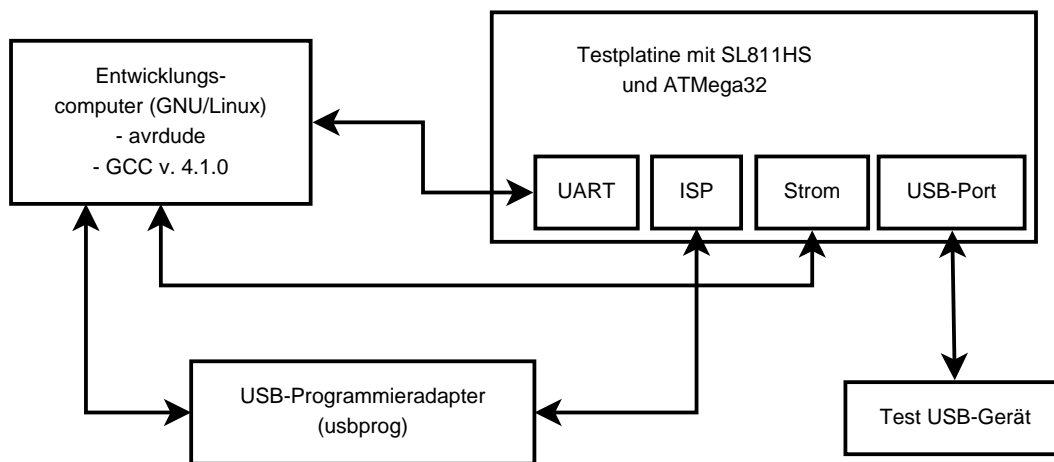 Entwicklungs-
computer (GNU/Linux)
- avrdude
- GCC v. 4.1.0
Testplatine mit SL811HS
und ATMega32
UART
ISP
Strom
USB-Port
USB-Programmieradapter
(usbprog)
Test USB-Gerät